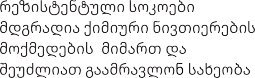 რეზისტენტული სოკოები
მდგრადია ქიმიური ნივთიერების
მოქმედების მიმართ და
შეუძლიათ გაამრავლონ სახეობა